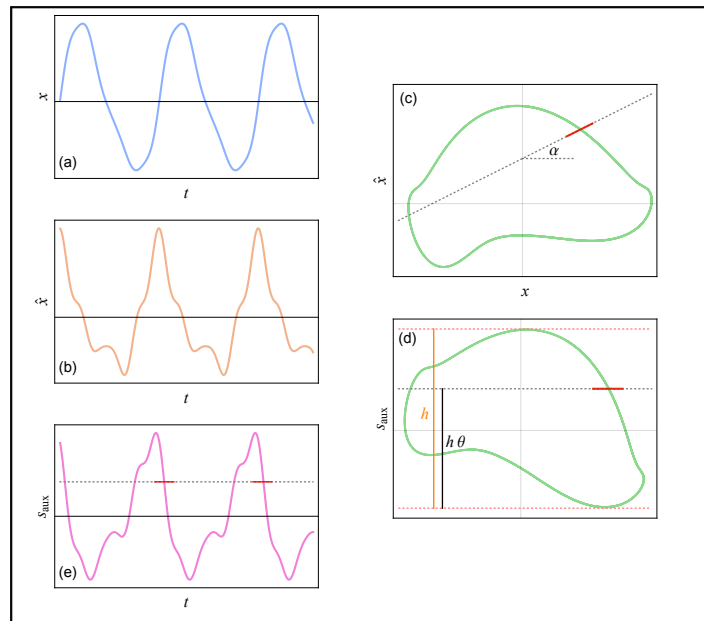 x
(a)
t
x̂
(b)
t
s_aux
(e)
t
(c)
α
x̂
x
(d)
h
h θ
s_aux